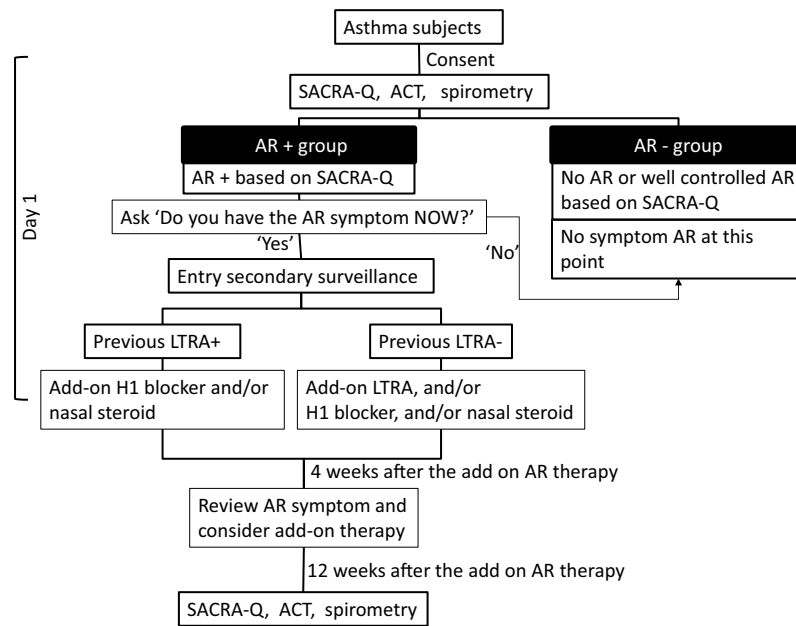 Asthma subjects
Consent
SACRA-Q, ACT, spirometry
AR + group
AR - group
AR + based on SACRA-Q
No AR or well controlled AR
based on SACRA-Q
Ask ‘Do you have the AR symptom NOW?’
No symptom AR at this
point
‘Yes’
‘No’
Day 1
Entry secondary surveillance
Previous LTRA+
Previous LTRA-
Add-on H1 blocker and/or
nasal steroid
Add-on LTRA, and/or
H1 blocker, and/or nasal steroid
4 weeks after the add on AR therapy
Review AR symptom and
consider add-on therapy
12 weeks after the add on AR therapy
SACRA-Q, ACT, spirometry